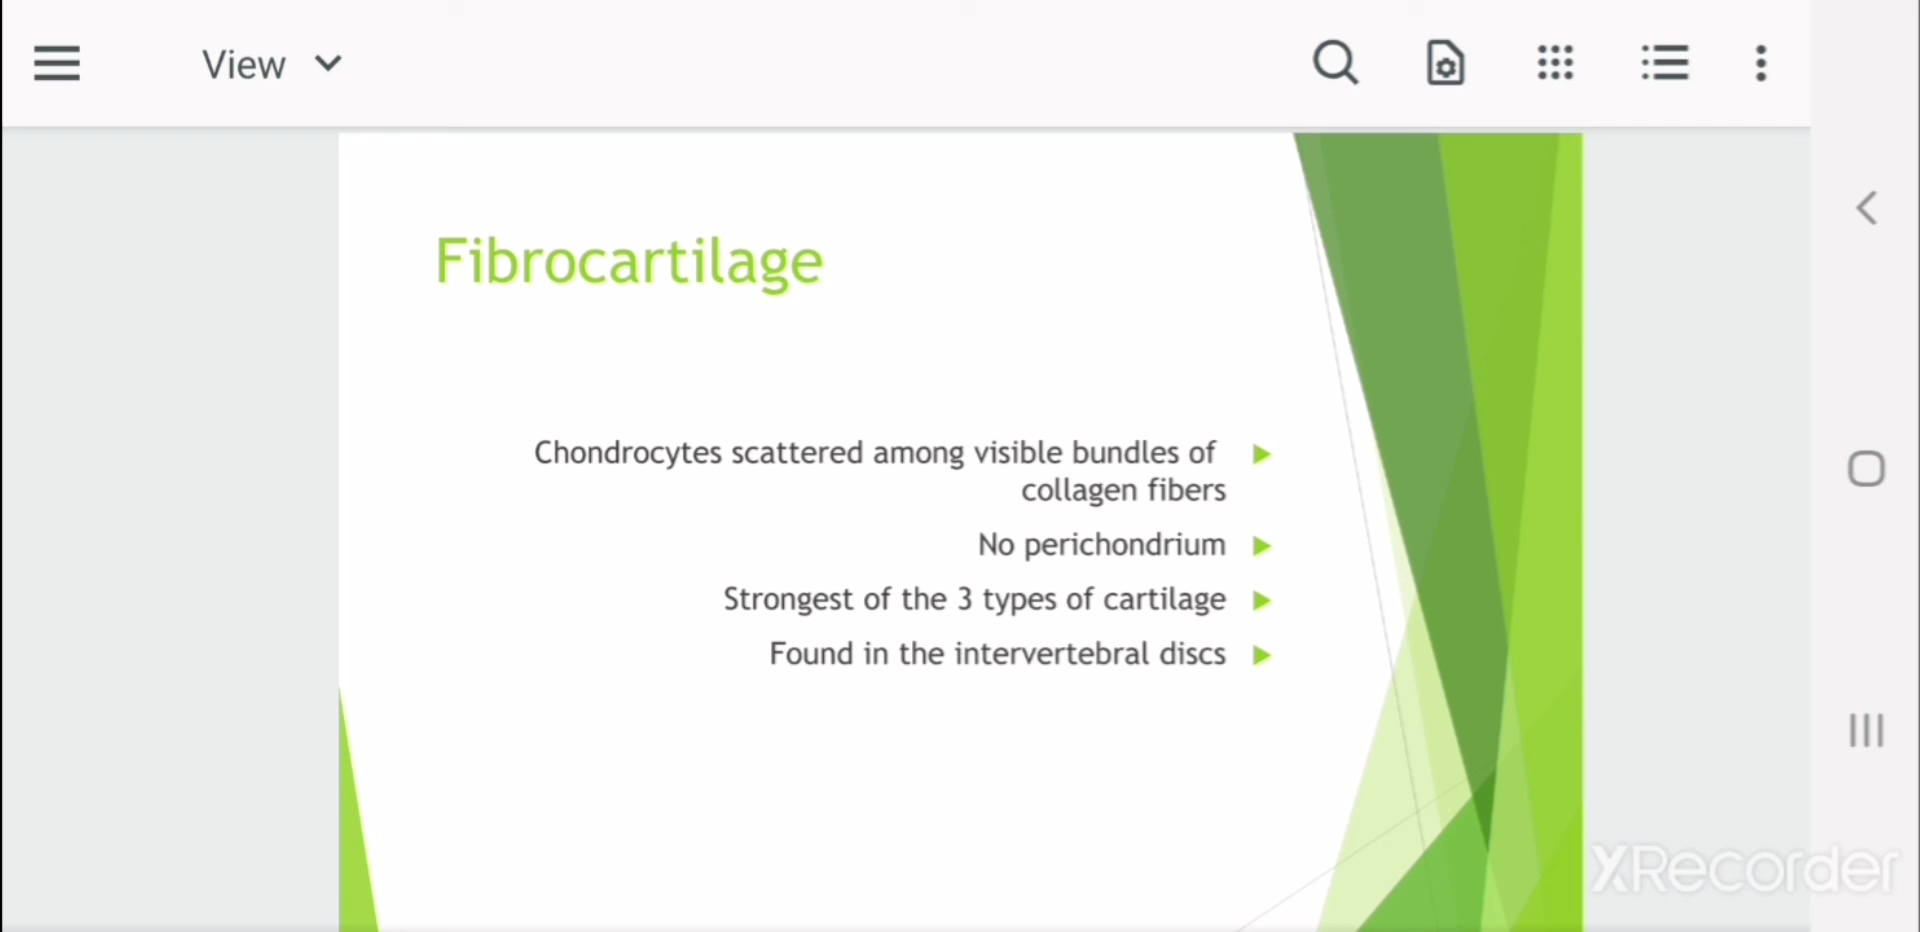 View
Fibrocartilage
Chondrocytes scattered among visible bundles of
collagen fibers
No perichondrium
Strongest of the 3 types of cartilage
Found in the intervertebral discs
XRecorder